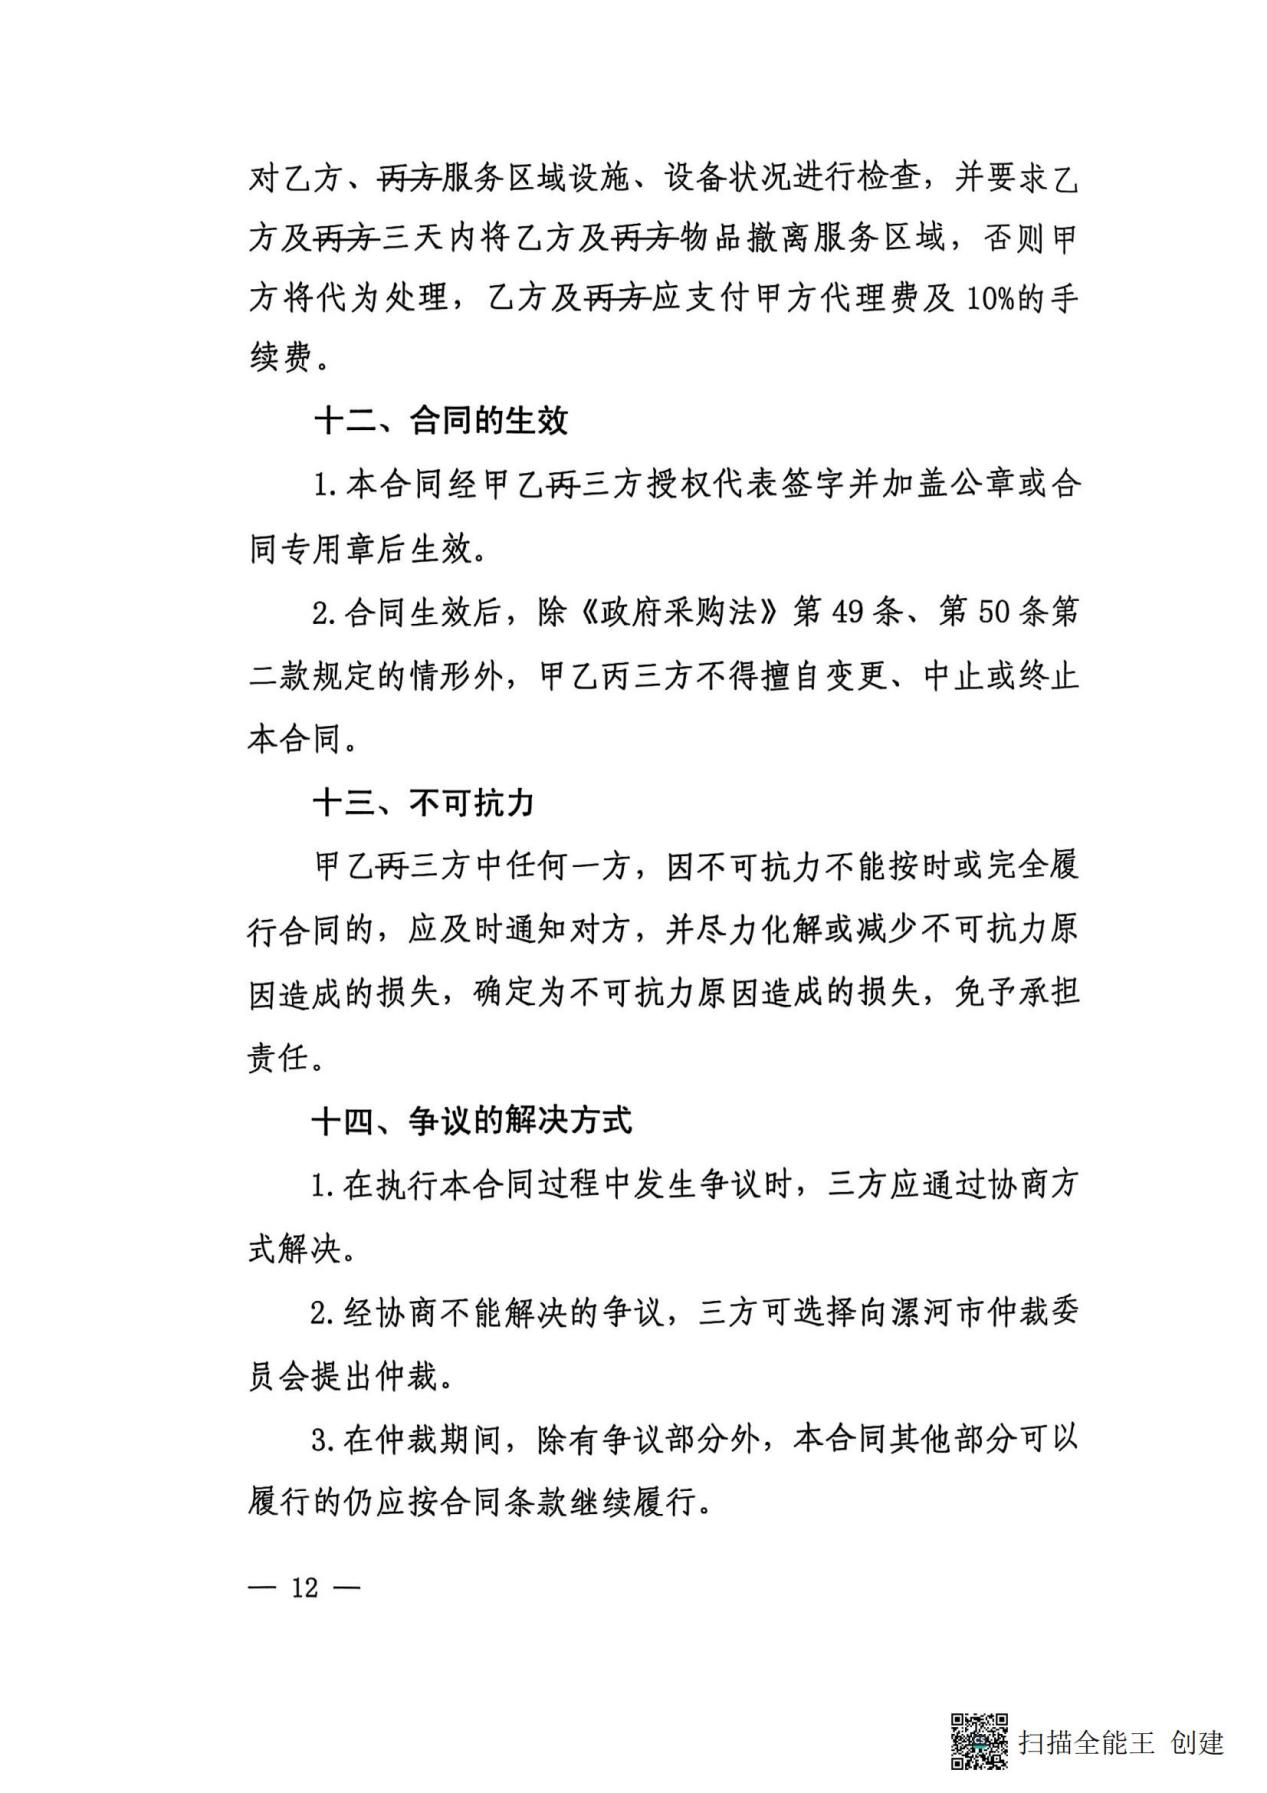 对乙方、丙方服务区域设施、设备状况进行检查，并要求乙
方及丙方三天内将乙方及丙方物品撤离服务区域，否则甲
方将代为处理，乙方及丙方应支付甲方代理费及10%的手
续费。
十二、合同的生效
1.本合同经甲乙丙三方授权代表签字并加盖公章或合
同专用章后生效。
2.合同生效后，除《政府采购法》第49条、第50条第
二款规定的情形外，甲乙丙三方不得擅自变更、中止或终止
本合同。
十三、不可抗力
甲乙丙三方中任何一方，因不可抗力不能按时或完全履
行合同的，应及时通知对方，并尽力化解或减少不可抗力原
因造成的损失，确定为不可抗力原因造成的损失，免予承担
责任。
十四、争议的解决方式
1.在执行本合同过程中发生争议时，三方应通过协商方
式解决。
2.经协商不能解决的争议，三方可选择向漯河市仲裁委
员会提出仲裁。
3.在仲裁期间，除有争议部分外，本合同其他部分可以
履行的仍应按合同条款继续履行。
— 12 —
CS
扫描全能王 创建